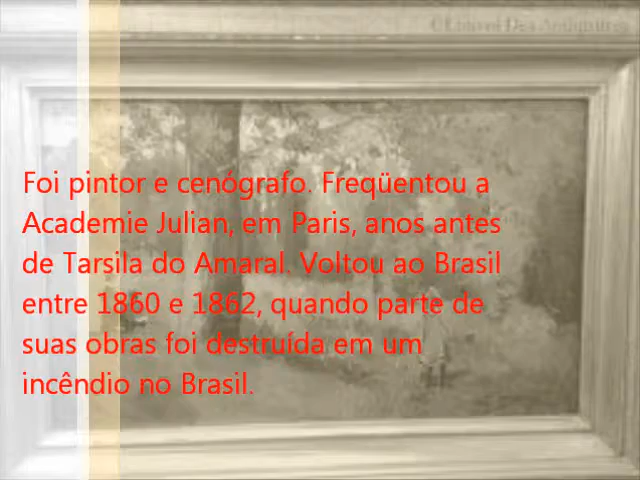 Foi pintor e cenógrafo. Freqüentou a
Academie Julian, em Paris, anos antes
de Tarsila do Amaral. Voltou ao Brasil
entre 1860 e 1862, quando parte de
suas obras foi destruída em um
incêndio no Brasil.